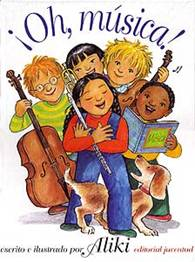 ¡Oh, música!
escrito e ilustrado por Aliki editorial juventud